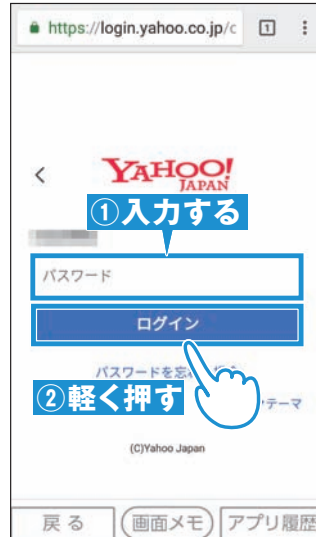 https://login.yahoo.co.jp/c 1
YAHOO!
JAPAN
①入力する
パスワード
ログイン
パスワードを忘れ
②軽く押す
テーマ
(C)Yahoo Japan
戻る 画面メモ アプリ履歴